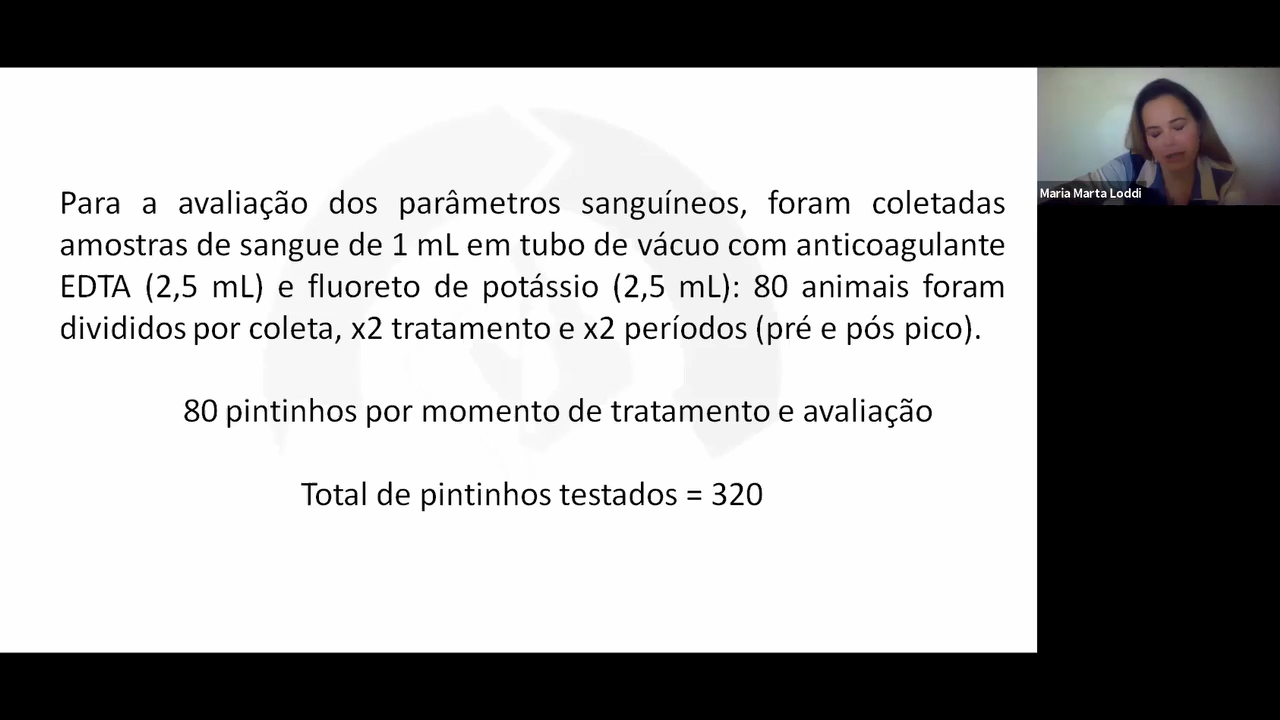 Para a avaliação dos parâmetros sanguíneos, foram coletadas
amostras de sangue de 1 mL em tubo de vácuo com anticoagulante
EDTA (2,5 mL) e fluoreto de potássio (2,5 mL): 80 animais foram
divididos por coleta, x2 tratamento e x2 períodos (pré e pós pico).
80 pintinhos por momento de tratamento e avaliação
Total de pintinhos testados = 320
Maria Marta Loddi